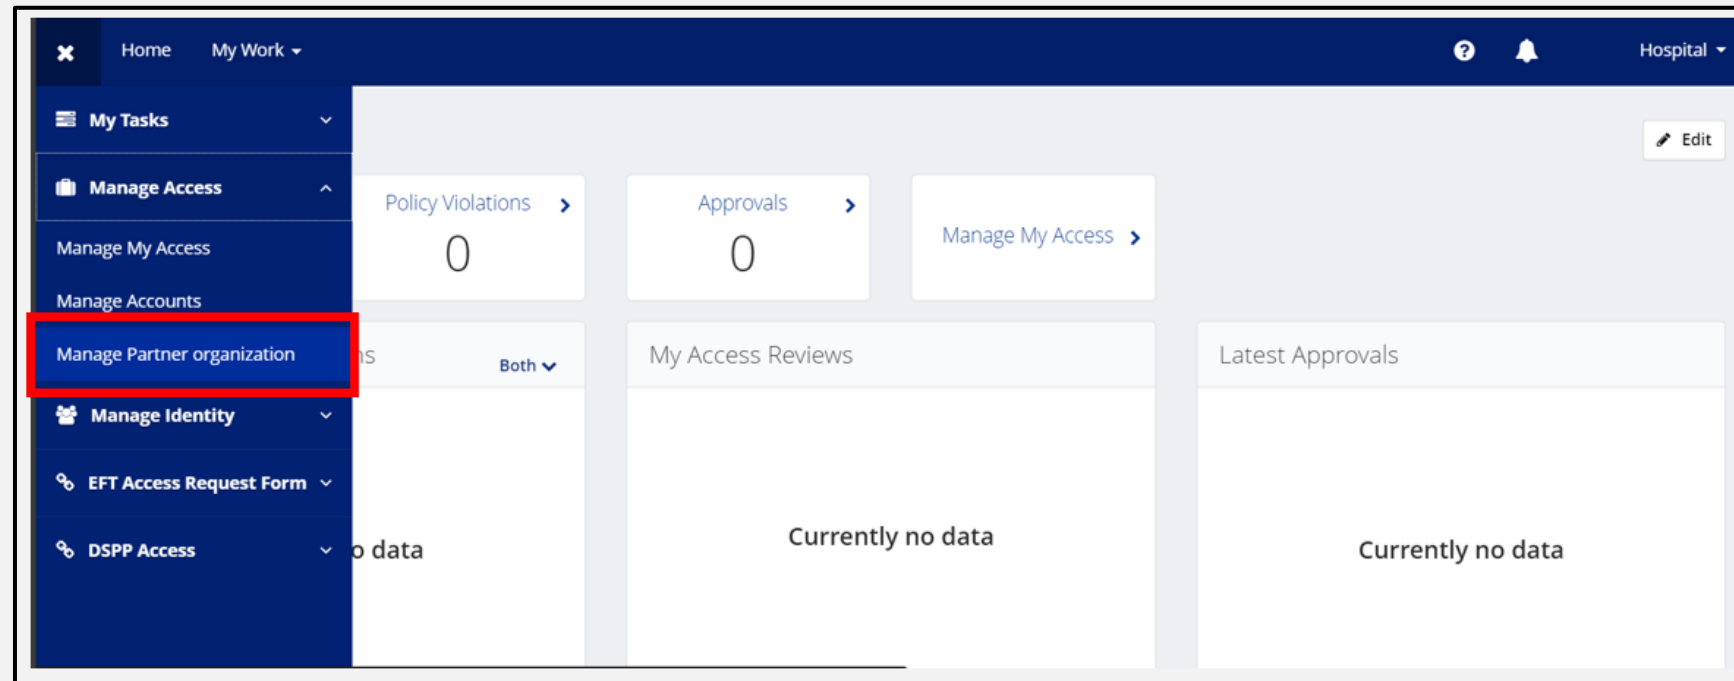 Home My Work
Hospital
My Tasks
Edit
Manage Access
Manage My Access
Manage Accounts
Manage Partner organization
Manage Identity
EFT Access Request Form
DSPP Access
Policy Violations
0
Approvals
0
Manage My Access
Both
My Access Reviews
Latest Approvals
o data
Currently no data
Currently no data